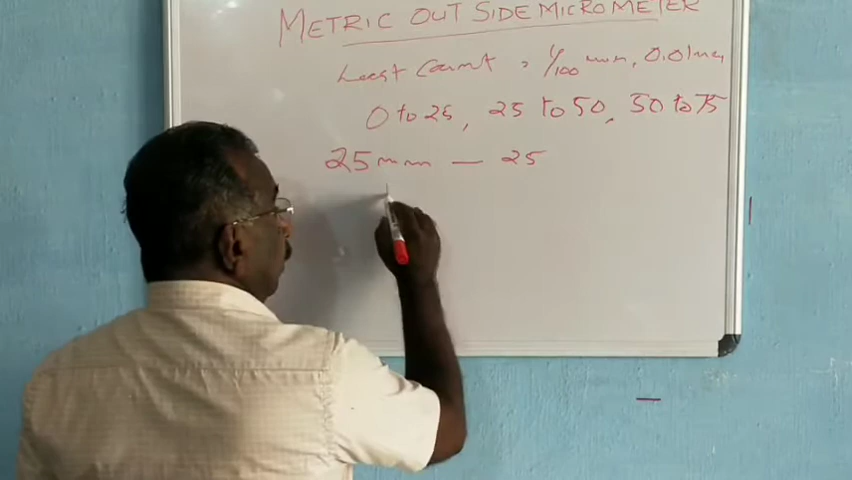 METRIC OUT SIDE MICROMETER
Least Count, 1/100 mm, 0.01mm
0 to 25, 25 to 50, 50 to 75
25mm — 25